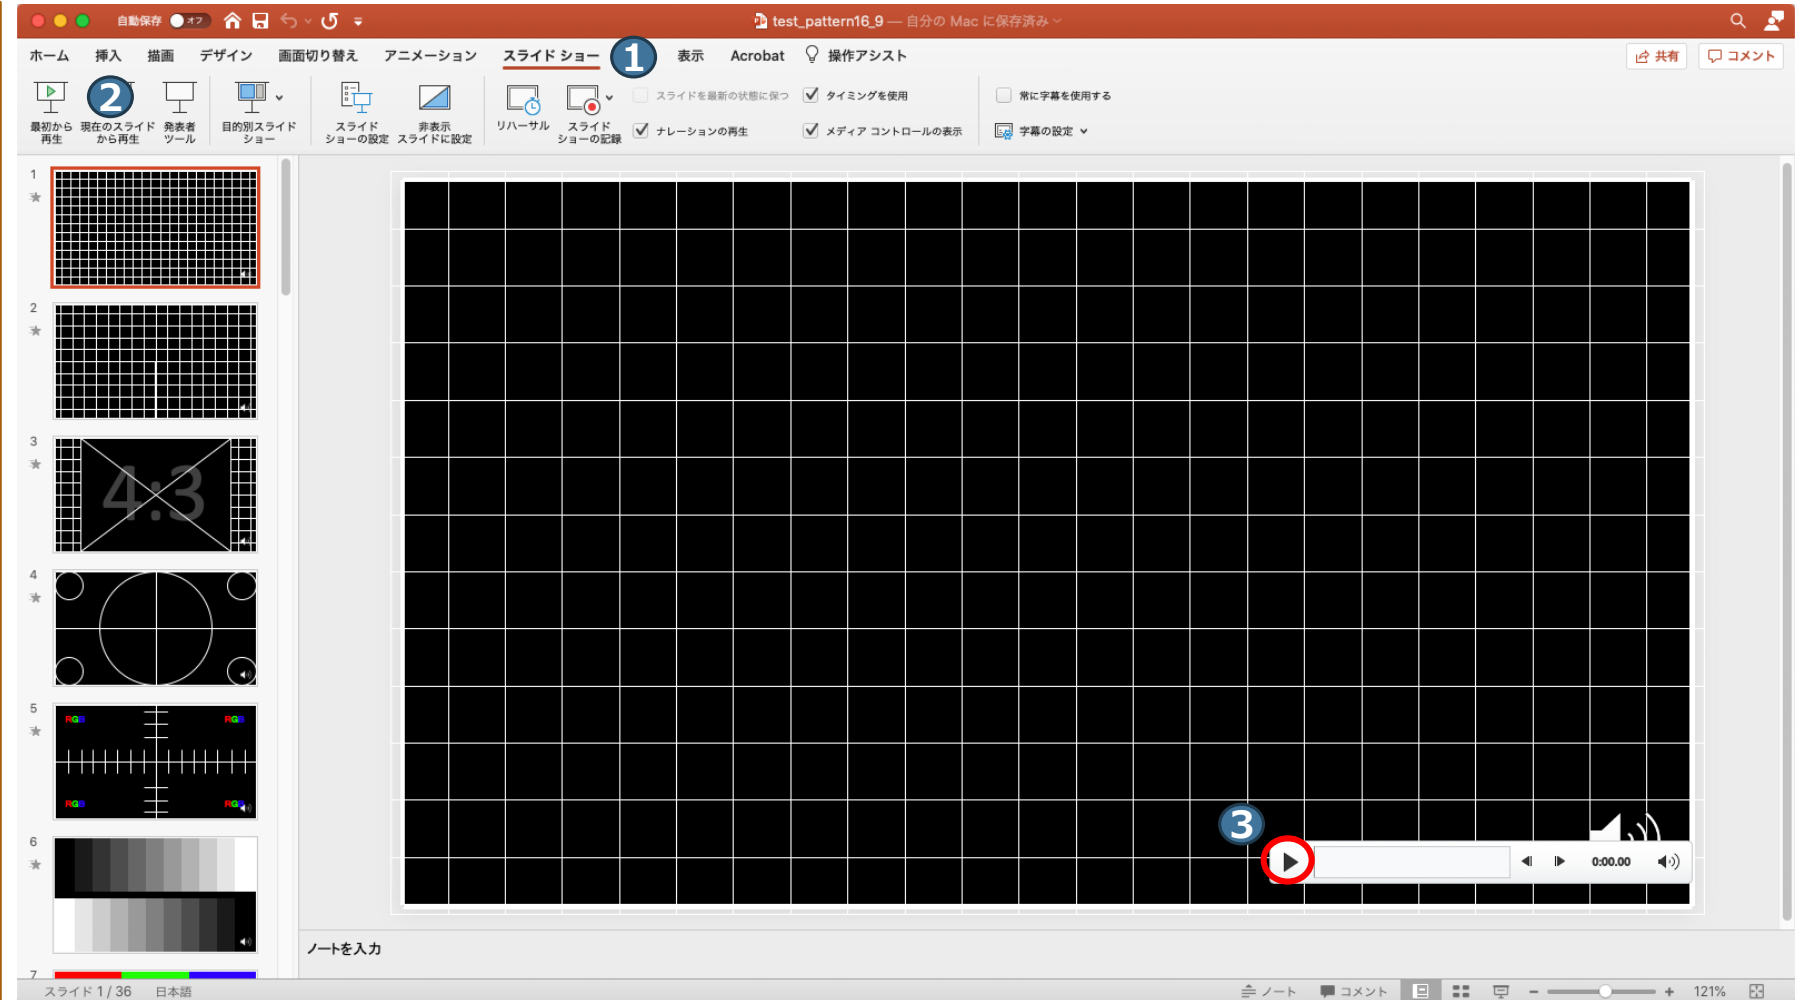 自動保存 オフ
test_pattern16_9 — 自分の Mac に保存済み
ホーム 挿入 描画 デザイン 画面切り替え アニメーション スライド ショー 1 表示 Acrobat 操作アシスト
共有 コメント
2
最初から
再生
現在のスライド
から再生
発表者
ツール
目的別スライド
ショー
スライド
ショーの設定
非表示
スライドに設定
リハーサル
スライド
ショーの記録
スライドを最新の状態に保つ
ナレーションの再生
タイミングを使用
メディア コントロールの表示
常に字幕を使用する
字幕の設定
1
2
3
4:3
4
5
RGB RGB
RGB RGB
6
7
3
0:00.00
ノートを入力
スライド 1 / 36 日本語
ノート コメント 121%